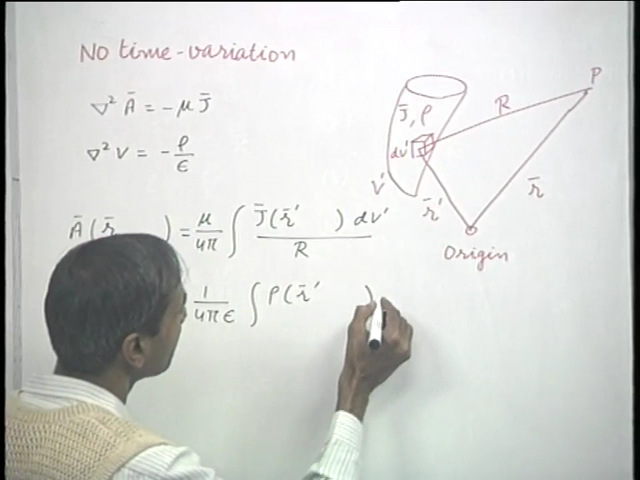 No time-variation
∇² Ā = -μ J̄
∇² V = - ρ/ε
Ā(r̄ ) = μ/4π ∫ J̄(r̄′ ) dv′ / R
1/4πε ∫ ρ(r̄′ )
J̄, ρ
dv′
V′
R
P
r̄
r̄′
Origin